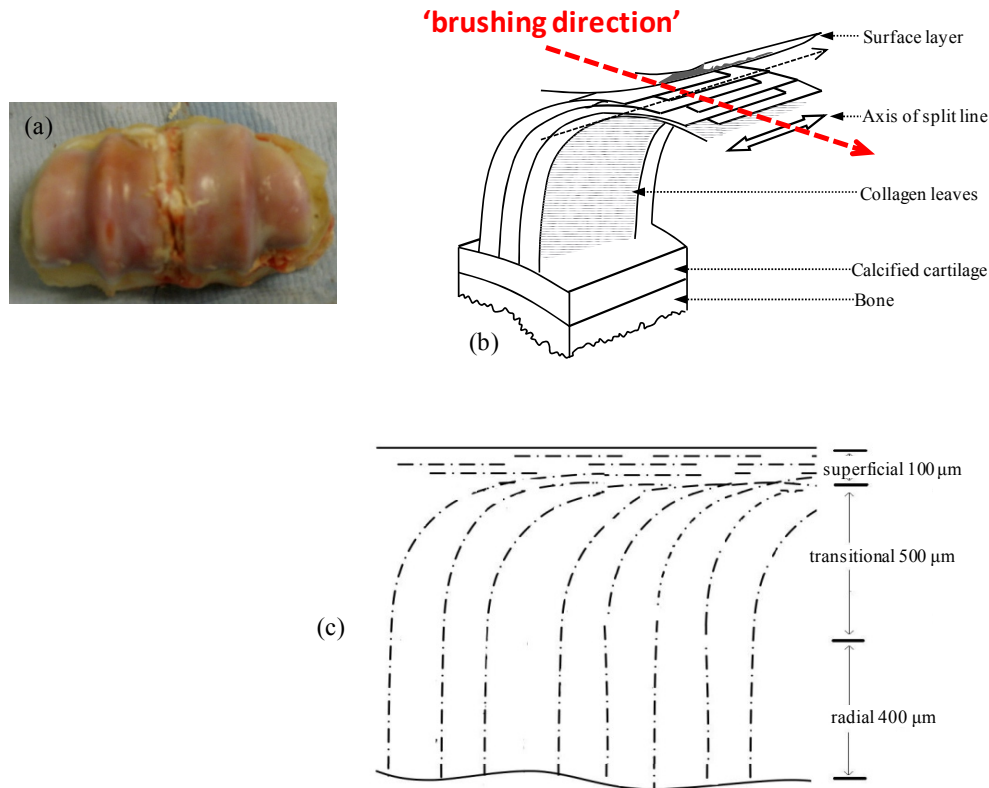 ‘brushing direction’
Surface layer
(a)
Axis of split line
Collagen leaves
Calcified cartilage
Bone
(b)
superficial 100 µm
transitional 500 µm
(c)
radial 400 µm